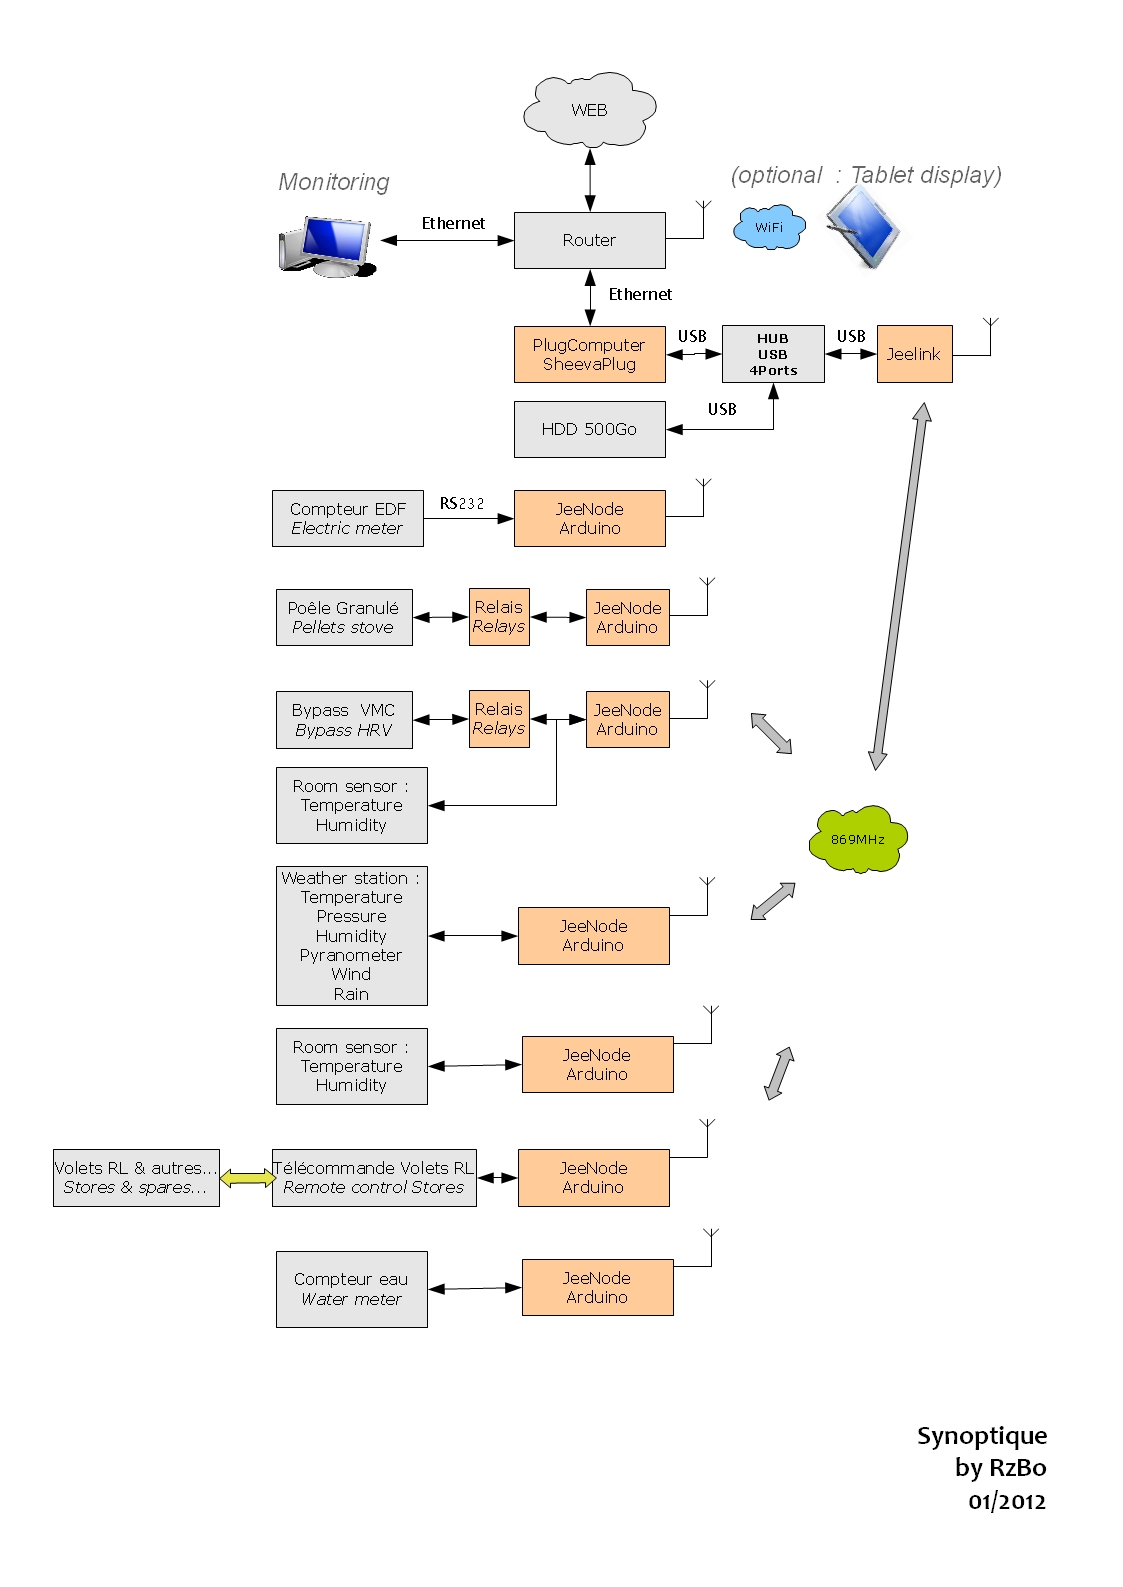 WEB
Monitoring
(optional : Tablet display)
Ethernet
WiFi
Router
Ethernet
PlugComputer
SheevaPlug
USB
HUB
USB
4Ports
USB
Jeelink
HDD 500Go
USB
Compteur EDF
Electric meter
RS232
JeeNode
Arduino
Poêle Granulé
Pellets stove
Relais
Relays
JeeNode
Arduino
Bypass VMC
Bypass HRV
Relais
Relays
JeeNode
Arduino
Room sensor :
Temperature
Humidity
869MHz
Weather station :
Temperature
Pressure
Humidity
Pyranometer
Wind
Rain
JeeNode
Arduino
Room sensor :
Temperature
Humidity
JeeNode
Arduino
Volets RL & autres...
Stores & spares...
Télécommande Volets RL
Remote control Stores
JeeNode
Arduino
Compteur eau
Water meter
JeeNode
Arduino
Synoptique
by RzBo
01/2012